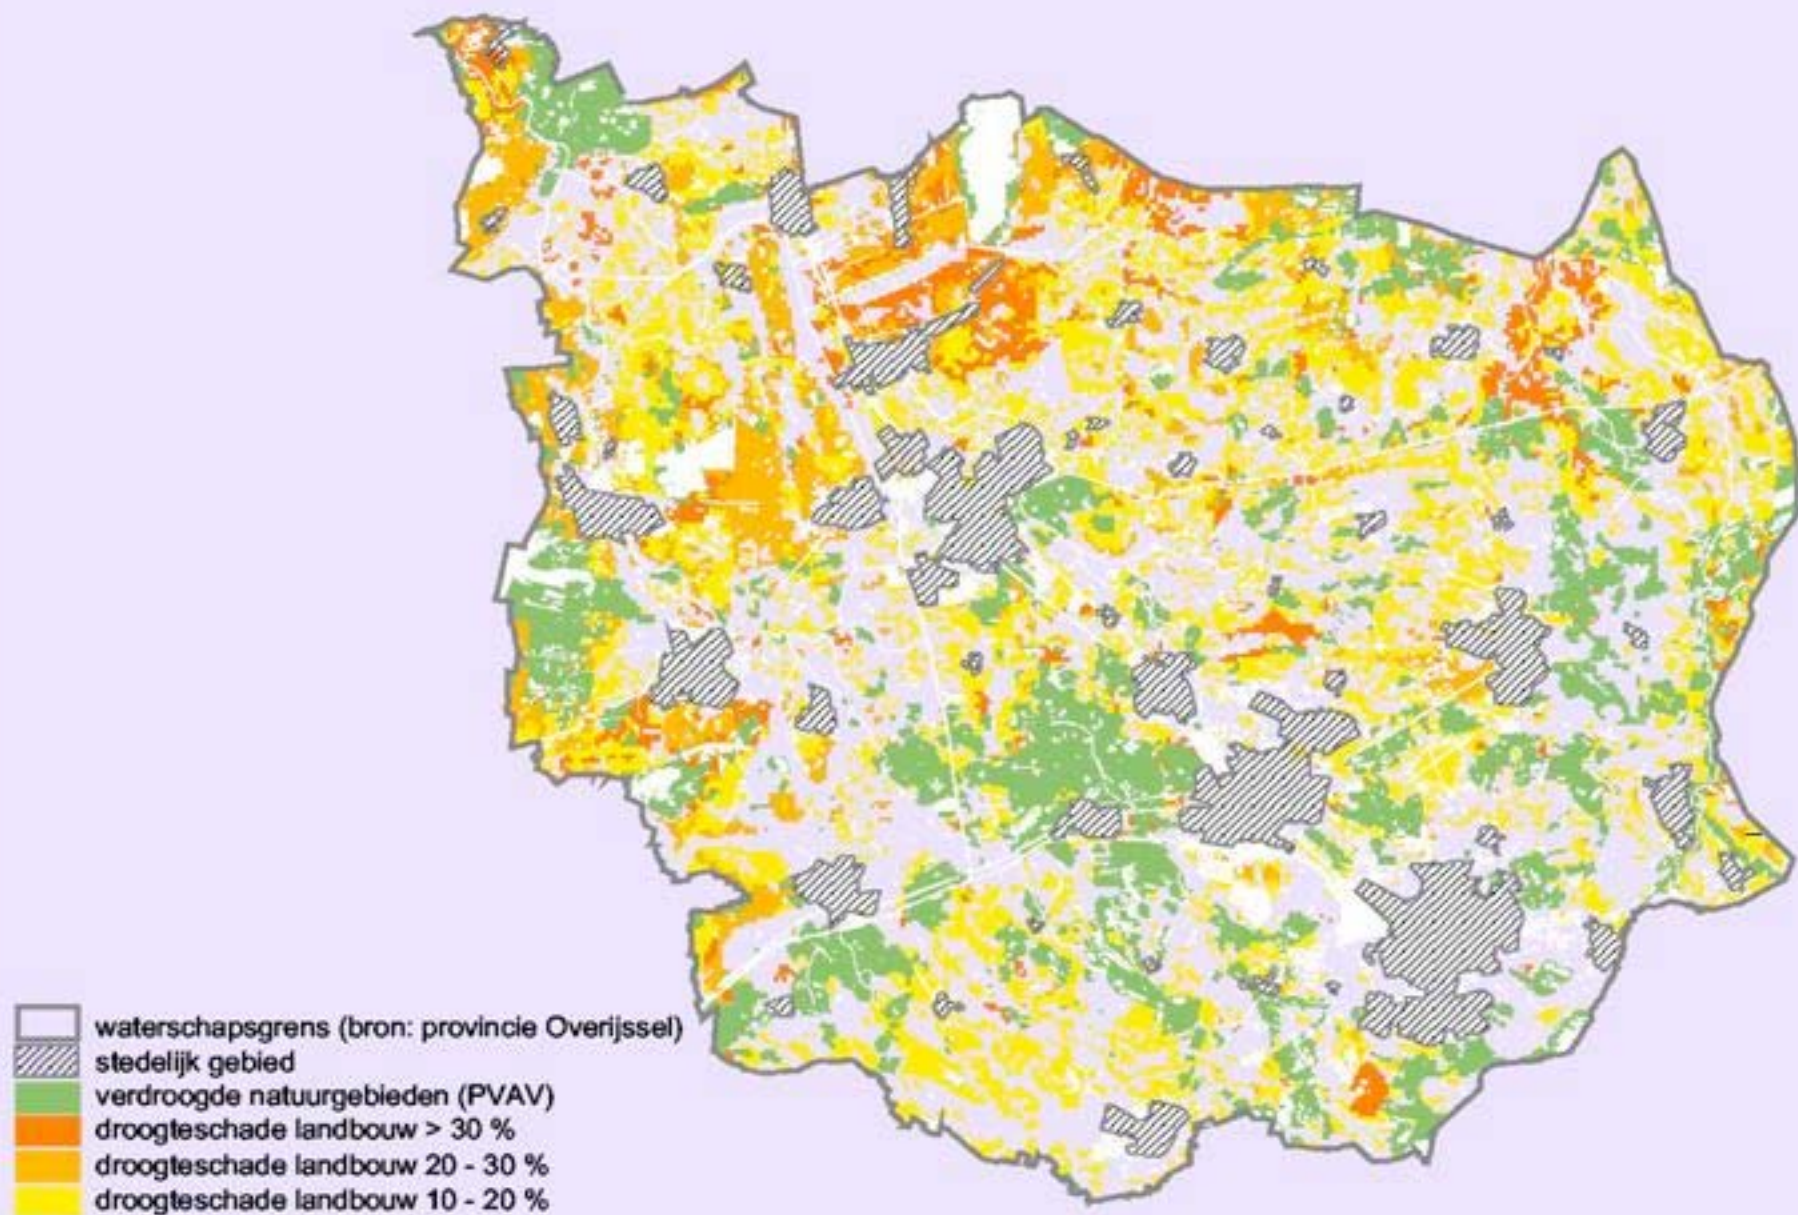 waterschapsgrens (bron: provincie Overijssel)
stedelijk gebied
verdroogde natuurgebieden (PVAV)
droogteschade landbouw > 30 %
droogteschade landbouw 20 - 30 %
droogteschade landbouw 10 - 20 %